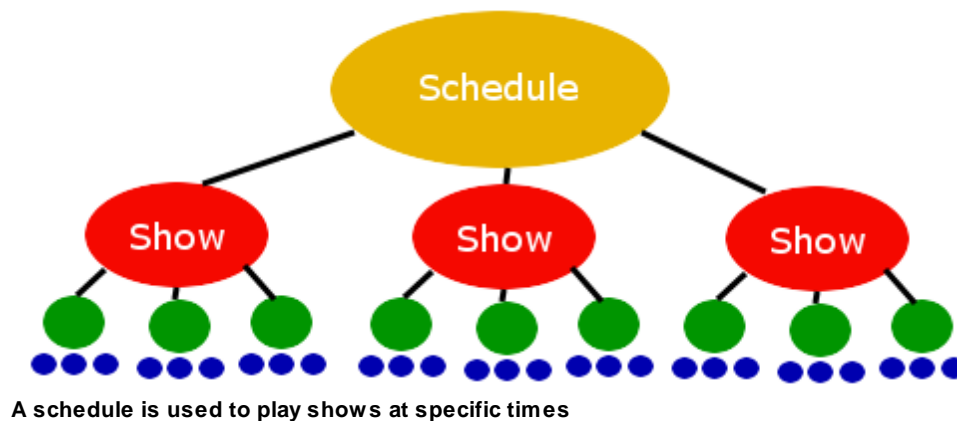 Schedule
Show
Show
Show
A schedule is used to play shows at specific times